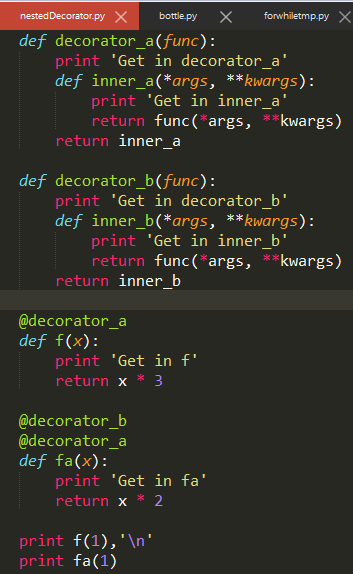 nestedDecorator.py bottle.py forwhiletmp.py
def decorator_a(func):
    print 'Get in decorator_a'
    def inner_a(*args, **kwargs):
        print 'Get in inner_a'
        return func(*args, **kwargs)
    return inner_a

def decorator_b(func):
    print 'Get in decorator_b'
    def inner_b(*args, **kwargs):
        print 'Get in inner_b'
        return func(*args, **kwargs)
    return inner_b

@decorator_a
def f(x):
    print 'Get in f'
    return x * 3

@decorator_b
@decorator_a
def fa(x):
    print 'Get in fa'
    return x * 2

print f(1),'\n'
print fa(1)